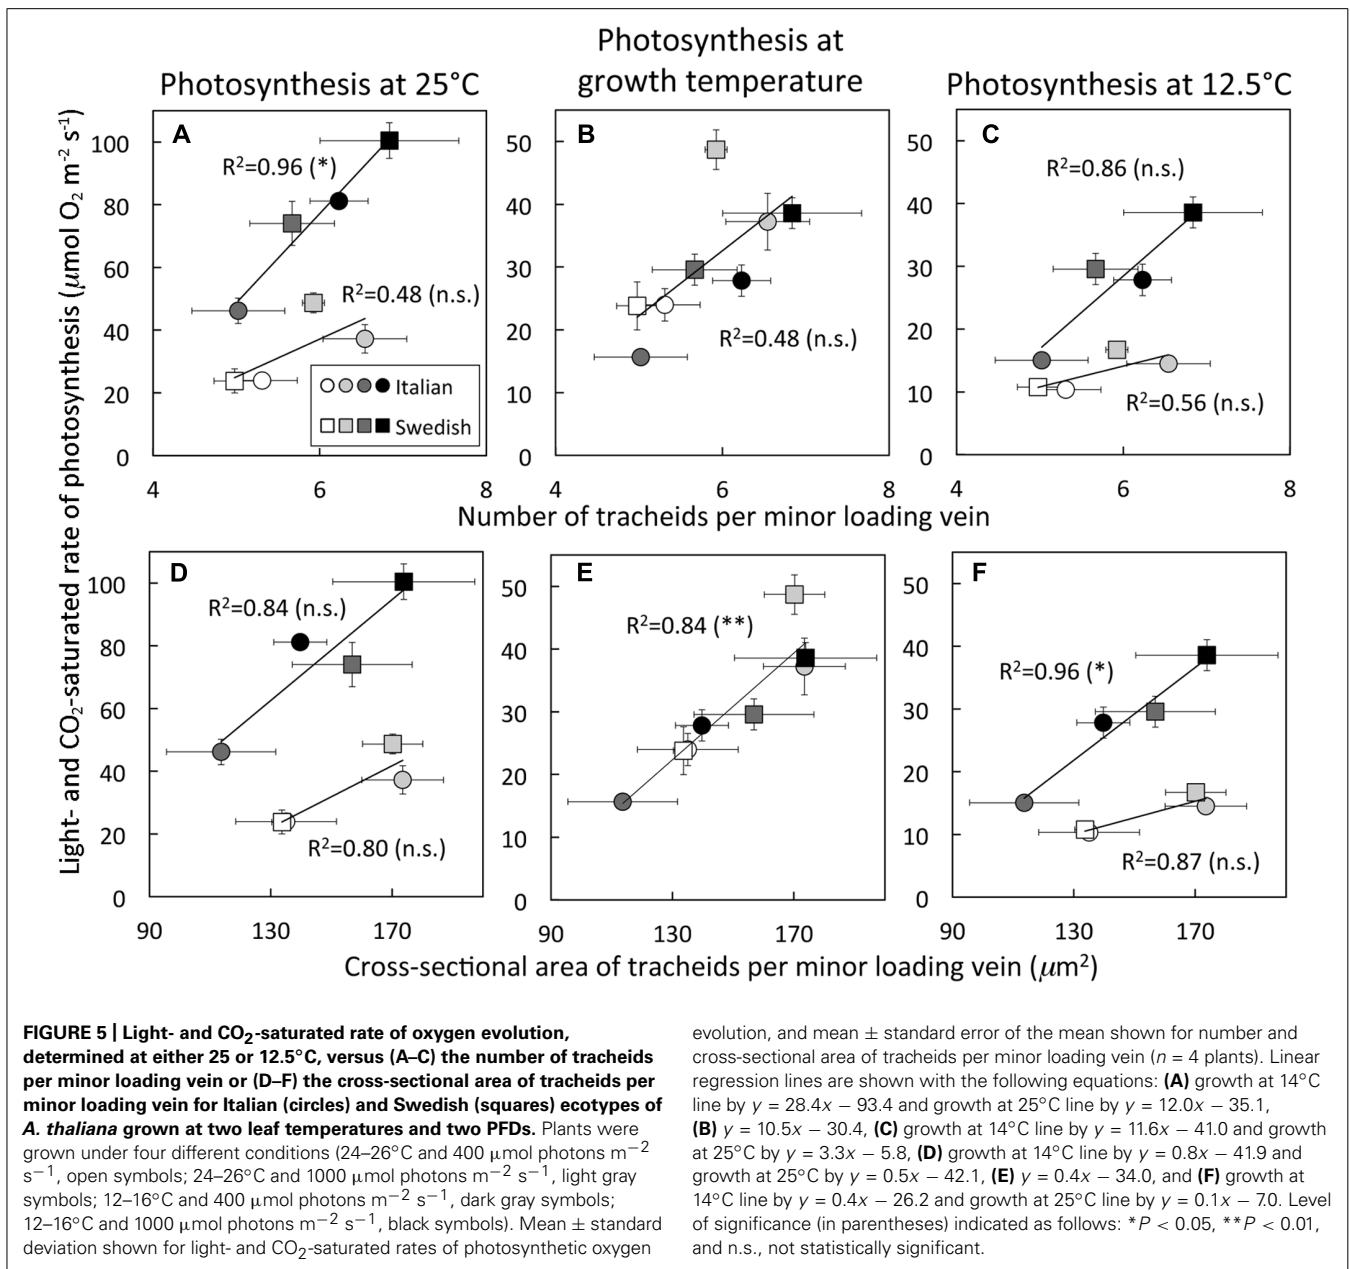 Photosynthesis at 25°C
Photosynthesis at
growth temperature
Photosynthesis at 12.5°C
Light- and CO₂-saturated rate of photosynthesis (μmol O₂ m⁻² s⁻¹)
A
R²=0.96 (*)
R²=0.48 (n.s.)
Italian
Swedish
100
80
60
40
20
0
4 6 8
B
R²=0.48 (n.s.)
50
40
30
20
10
0
4 6 8
C
R²=0.86 (n.s.)
R²=0.56 (n.s.)
50
40
30
20
10
0
4 6 8
Number of tracheids per minor loading vein
D
R²=0.84 (n.s.)
R²=0.80 (n.s.)
100
80
60
40
20
0
90 130 170
E
R²=0.84 (**)
50
40
30
20
10
0
90 130 170
F
R²=0.96 (*)
R²=0.87 (n.s.)
50
40
30
20
10
0
90 130 170
Cross-sectional area of tracheids per minor loading vein (μm²)
FIGURE 5 | Light- and CO₂-saturated rate of oxygen evolution,
determined at either 25 or 12.5°C, versus (A–C) the number of tracheids
per minor loading vein or (D–F) the cross-sectional area of tracheids per
minor loading vein for Italian (circles) and Swedish (squares) ecotypes of
A. thaliana grown at two leaf temperatures and two PFDs. Plants were
grown under four different conditions (24–26°C and 400 μmol photons m⁻²
s⁻¹, open symbols; 24–26°C and 1000 μmol photons m⁻² s⁻¹, light gray
symbols; 12–16°C and 400 μmol photons m⁻² s⁻¹, dark gray symbols;
12–16°C and 1000 μmol photons m⁻² s⁻¹, black symbols). Mean ± standard
deviation shown for light- and CO₂-saturated rates of photosynthetic oxygen
evolution, and mean ± standard error of the mean shown for number and
cross-sectional area of tracheids per minor loading vein (n = 4 plants). Linear
regression lines are shown with the following equations: (A) growth at 14°C
line by y = 28.4x − 93.4 and growth at 25°C line by y = 12.0x − 35.1,
(B) y = 10.5x − 30.4, (C) growth at 14°C line by y = 11.6x − 41.0 and growth
at 25°C by y = 3.3x − 5.8, (D) growth at 14°C line by y = 0.8x − 41.9 and
growth at 25°C by y = 0.5x − 42.1, (E) y = 0.4x − 34.0, and (F) growth at
14°C line by y = 0.4x − 26.2 and growth at 25°C line by y = 0.1x − 7.0. Level
of significance (in parentheses) indicated as follows: *P < 0.05, **P < 0.01,
and n.s., not statistically significant.